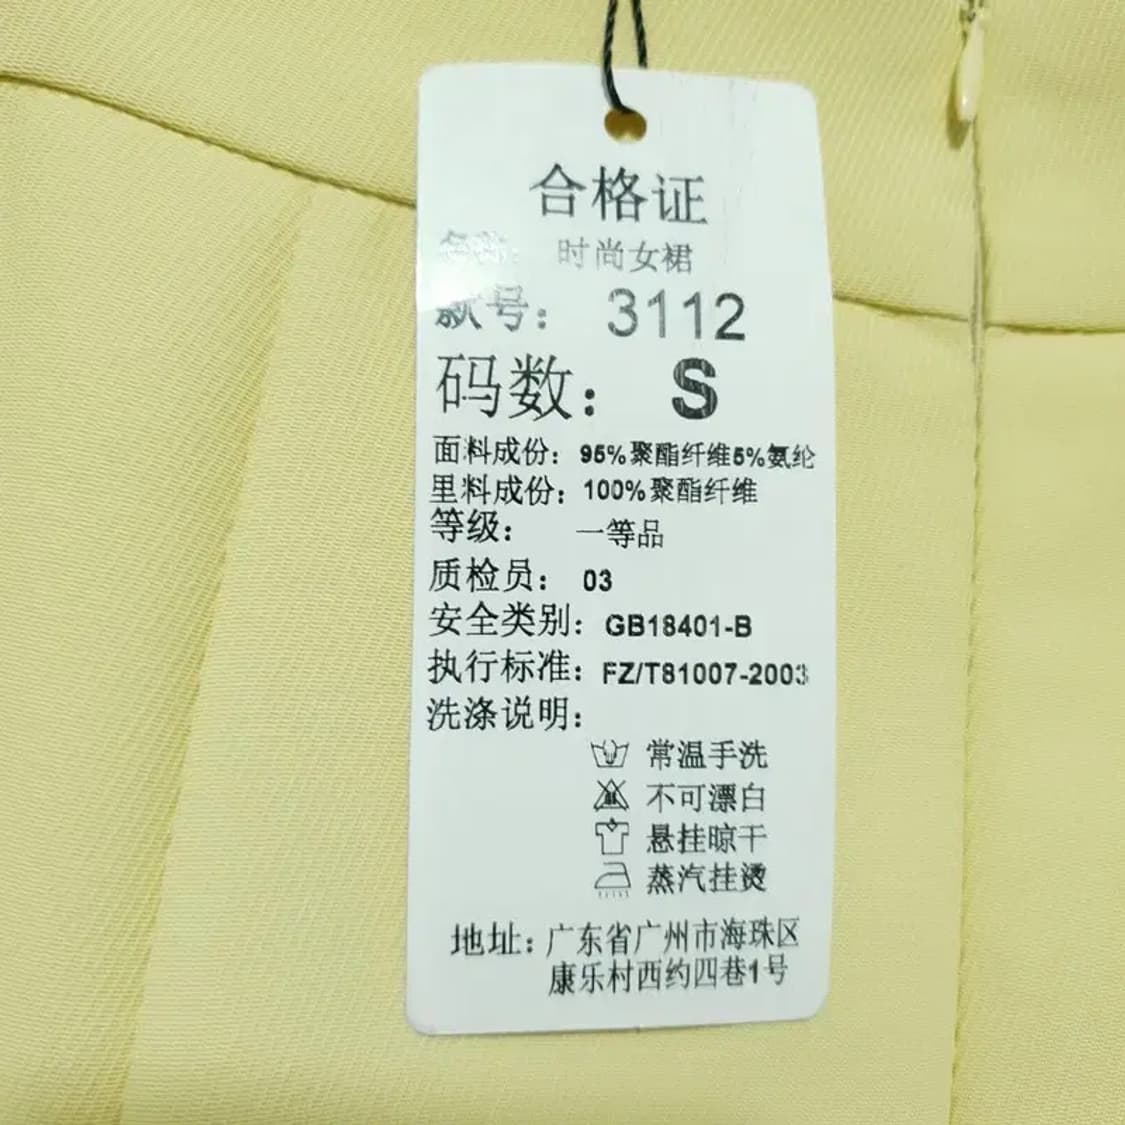 合格证
名称: 时尚女裙
款号: 3112
码数: S
面料成份: 95%聚酯纤维5%氨纶
里料成份: 100%聚酯纤维
等级: 一等品
质检员: 03
安全类别: GB18401-B
执行标准: FZ/T81007-2003
洗涤说明:
常温手洗
不可漂白
悬挂晾干
蒸汽挂烫
地址: 广东省广州市海珠区
康乐村西约四巷1号